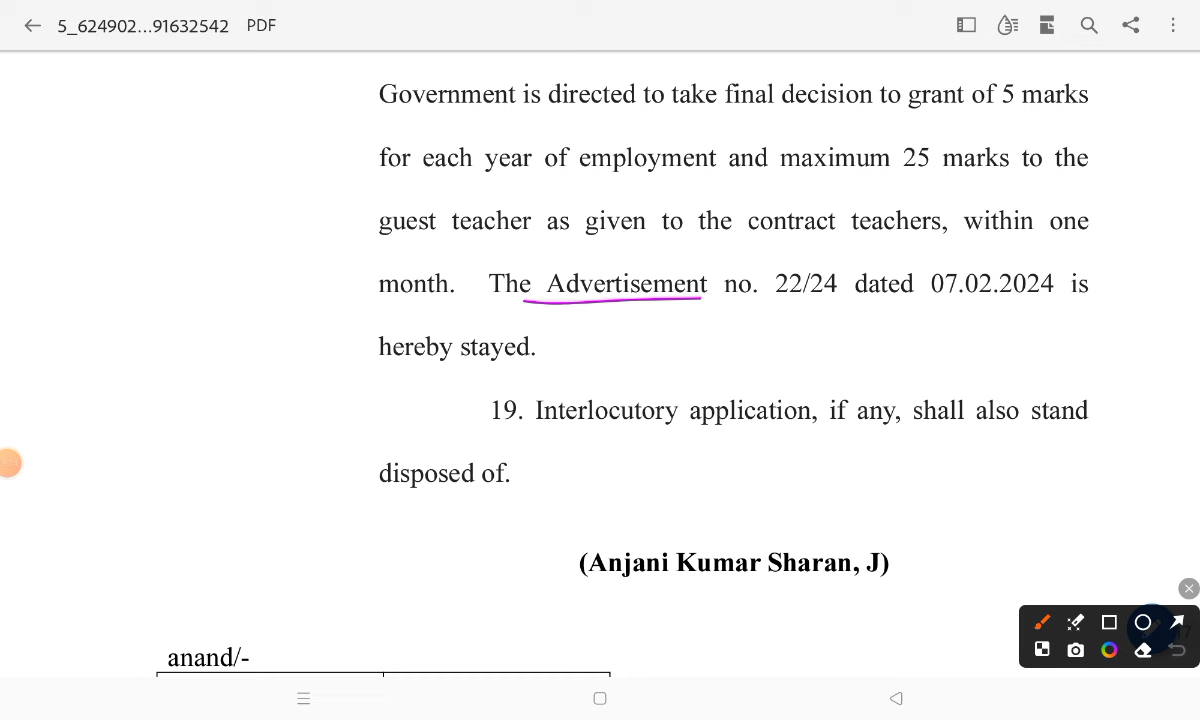 5_624902...91632542 PDF
Government is directed to take final decision to grant of 5 marks
for each year of employment and maximum 25 marks to the
guest teacher as given to the contract teachers, within one
month. The Advertisement no. 22/24 dated 07.02.2024 is
hereby stayed.
19. Interlocutory application, if any, shall also stand
disposed of.
(Anjani Kumar Sharan, J)
anand/-